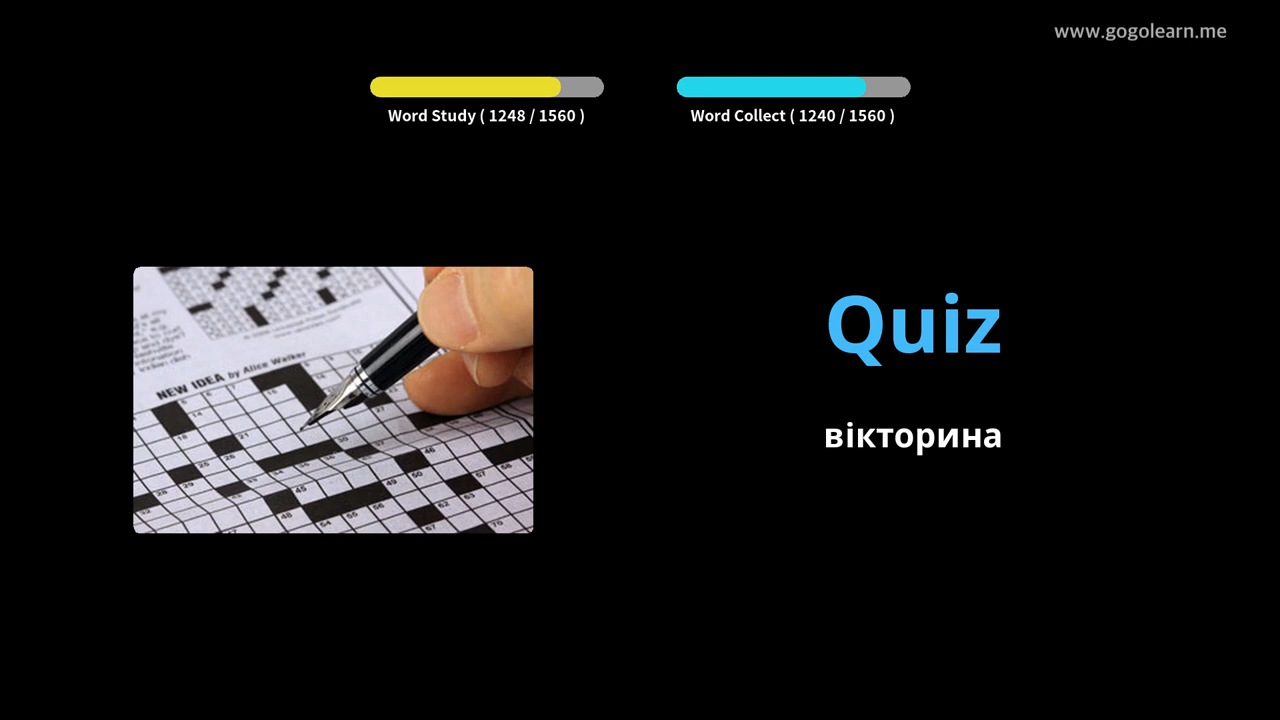 www.gogolearn.me
Word Study ( 1248 / 1560 )
Word Collect ( 1240 / 1560 )
NEW IDEA by Alice Walker
Quiz
вікторина